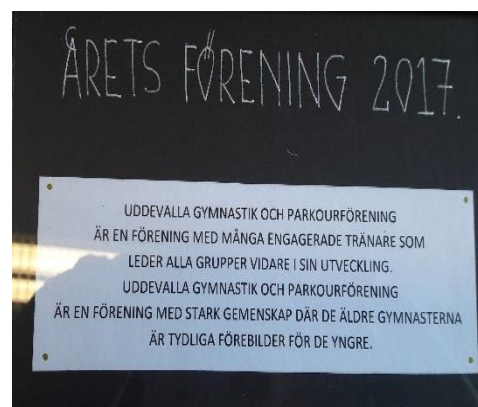 ÅRETS FÖRENING 2017.
UDDEVALLA GYMNASTIK OCH PARKOURFÖRENING
ÄR EN FÖRENING MED MÅNGA ENGAGERADE TRÄNARE SOM
LEDER ALLA GRUPPER VIDARE I SIN UTVECKLING.
UDDEVALLA GYMNASTIK OCH PARKOURFÖRENING
ÄR EN FÖRENING MED STARK GEMENSKAP DÄR DE ÄLDRE GYMNASTERNA
ÄR TYDLIGA FÖREBILDER FÖR DE YNGRE.